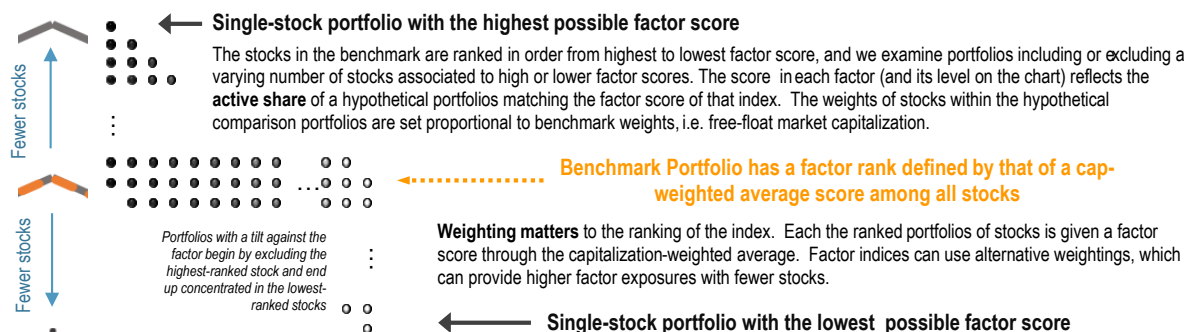 Single-stock portfolio with the highest possible factor score
The stocks in the benchmark are ranked in order from highest to lowest factor score, and we examine portfolios including or excluding a
varying number of stocks associated to high or lower factor scores. The score in each factor (and its level on the chart) reflects the
active share of a hypothetical portfolios matching the factor score of that index. The weights of stocks within the hypothetical
comparison portfolios are set proportional to benchmark weights, i.e. free-float market capitalization.
Fewer stocks
Benchmark Portfolio has a factor rank defined by that of a cap-
weighted average score among all stocks
Fewer stocks
Portfolios with a tilt against the
factor begin by excluding the
highest-ranked stock and end
up concentrated in the lowest-
ranked stocks
Weighting matters to the ranking of the index. Each the ranked portfolios of stocks is given a factor
score through the capitalization-weighted average. Factor indices can use alternative weightings, which
can provide higher factor exposures with fewer stocks.
Single-stock portfolio with the lowest possible factor score